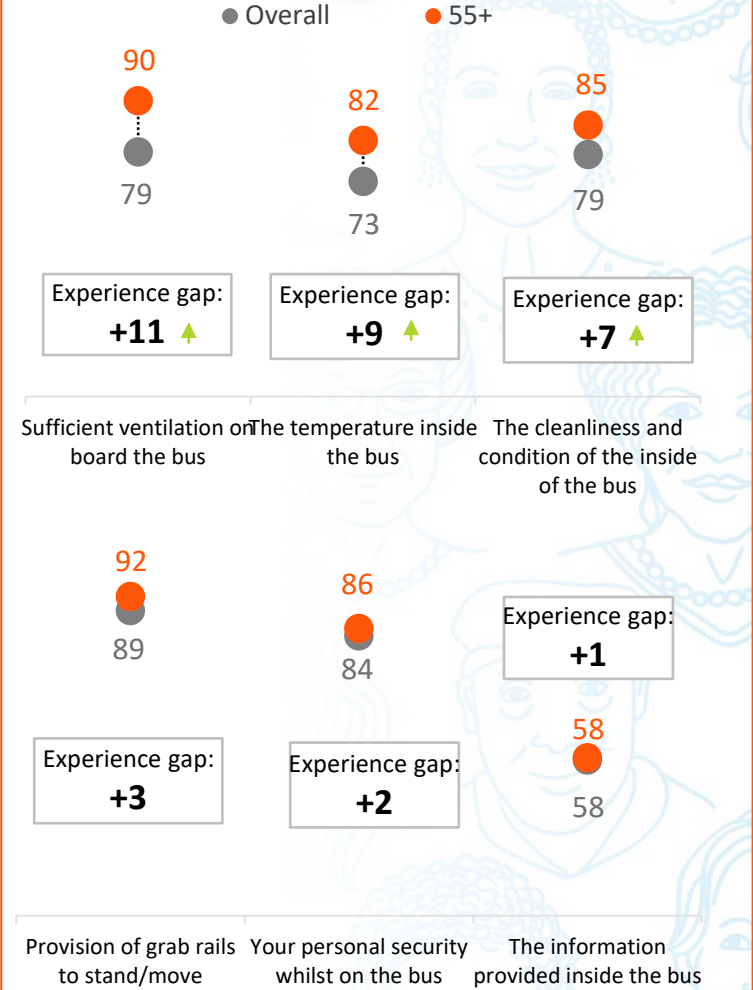 Overall 55+
90
82
85
79
73
79
Experience gap:
+11
Experience gap:
+9
Experience gap:
+7
Sufficient ventilation on
board the bus
The temperature inside
the bus
The cleanliness and
condition of the inside
of the bus
92
86
89
84
Experience gap:
+1
58
58
Experience gap:
+3
Experience gap:
+2
Provision of grab rails
to stand/move
Your personal security
whilst on the bus
The information
provided inside the bus